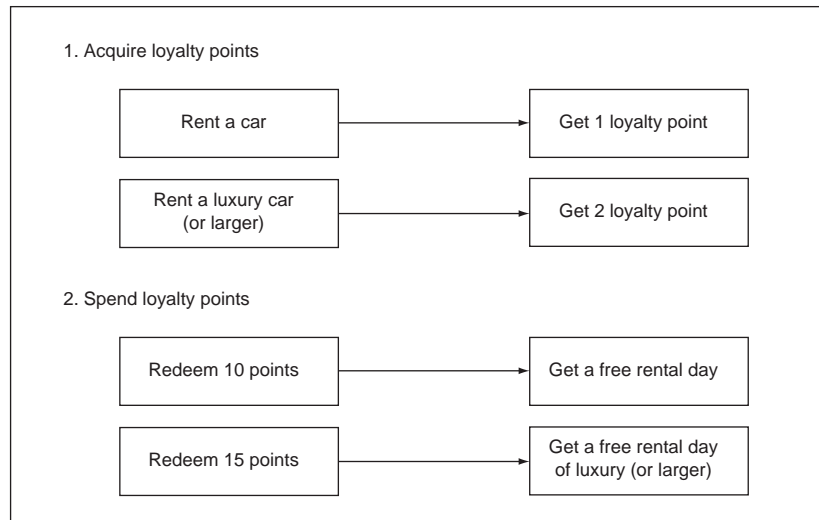 1. Acquire loyalty points
Rent a car
Get 1 loyalty point
Rent a luxury car
(or larger)
Get 2 loyalty point
2. Spend loyalty points
Redeem 10 points
Get a free rental day
Redeem 15 points
Get a free rental day
of luxury (or larger)